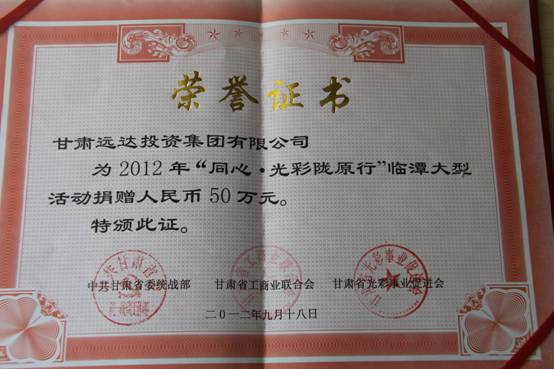 荣誉证书
甘肃远达投资集团有限公司
为2012年“同心·光彩陇原行”临潭大型
活动捐赠人民币50万元。
特颁此证。
中共甘肃省委统战部 甘肃省工商业联合会 甘肃省光彩事业促进会
二〇一二年九月十八日